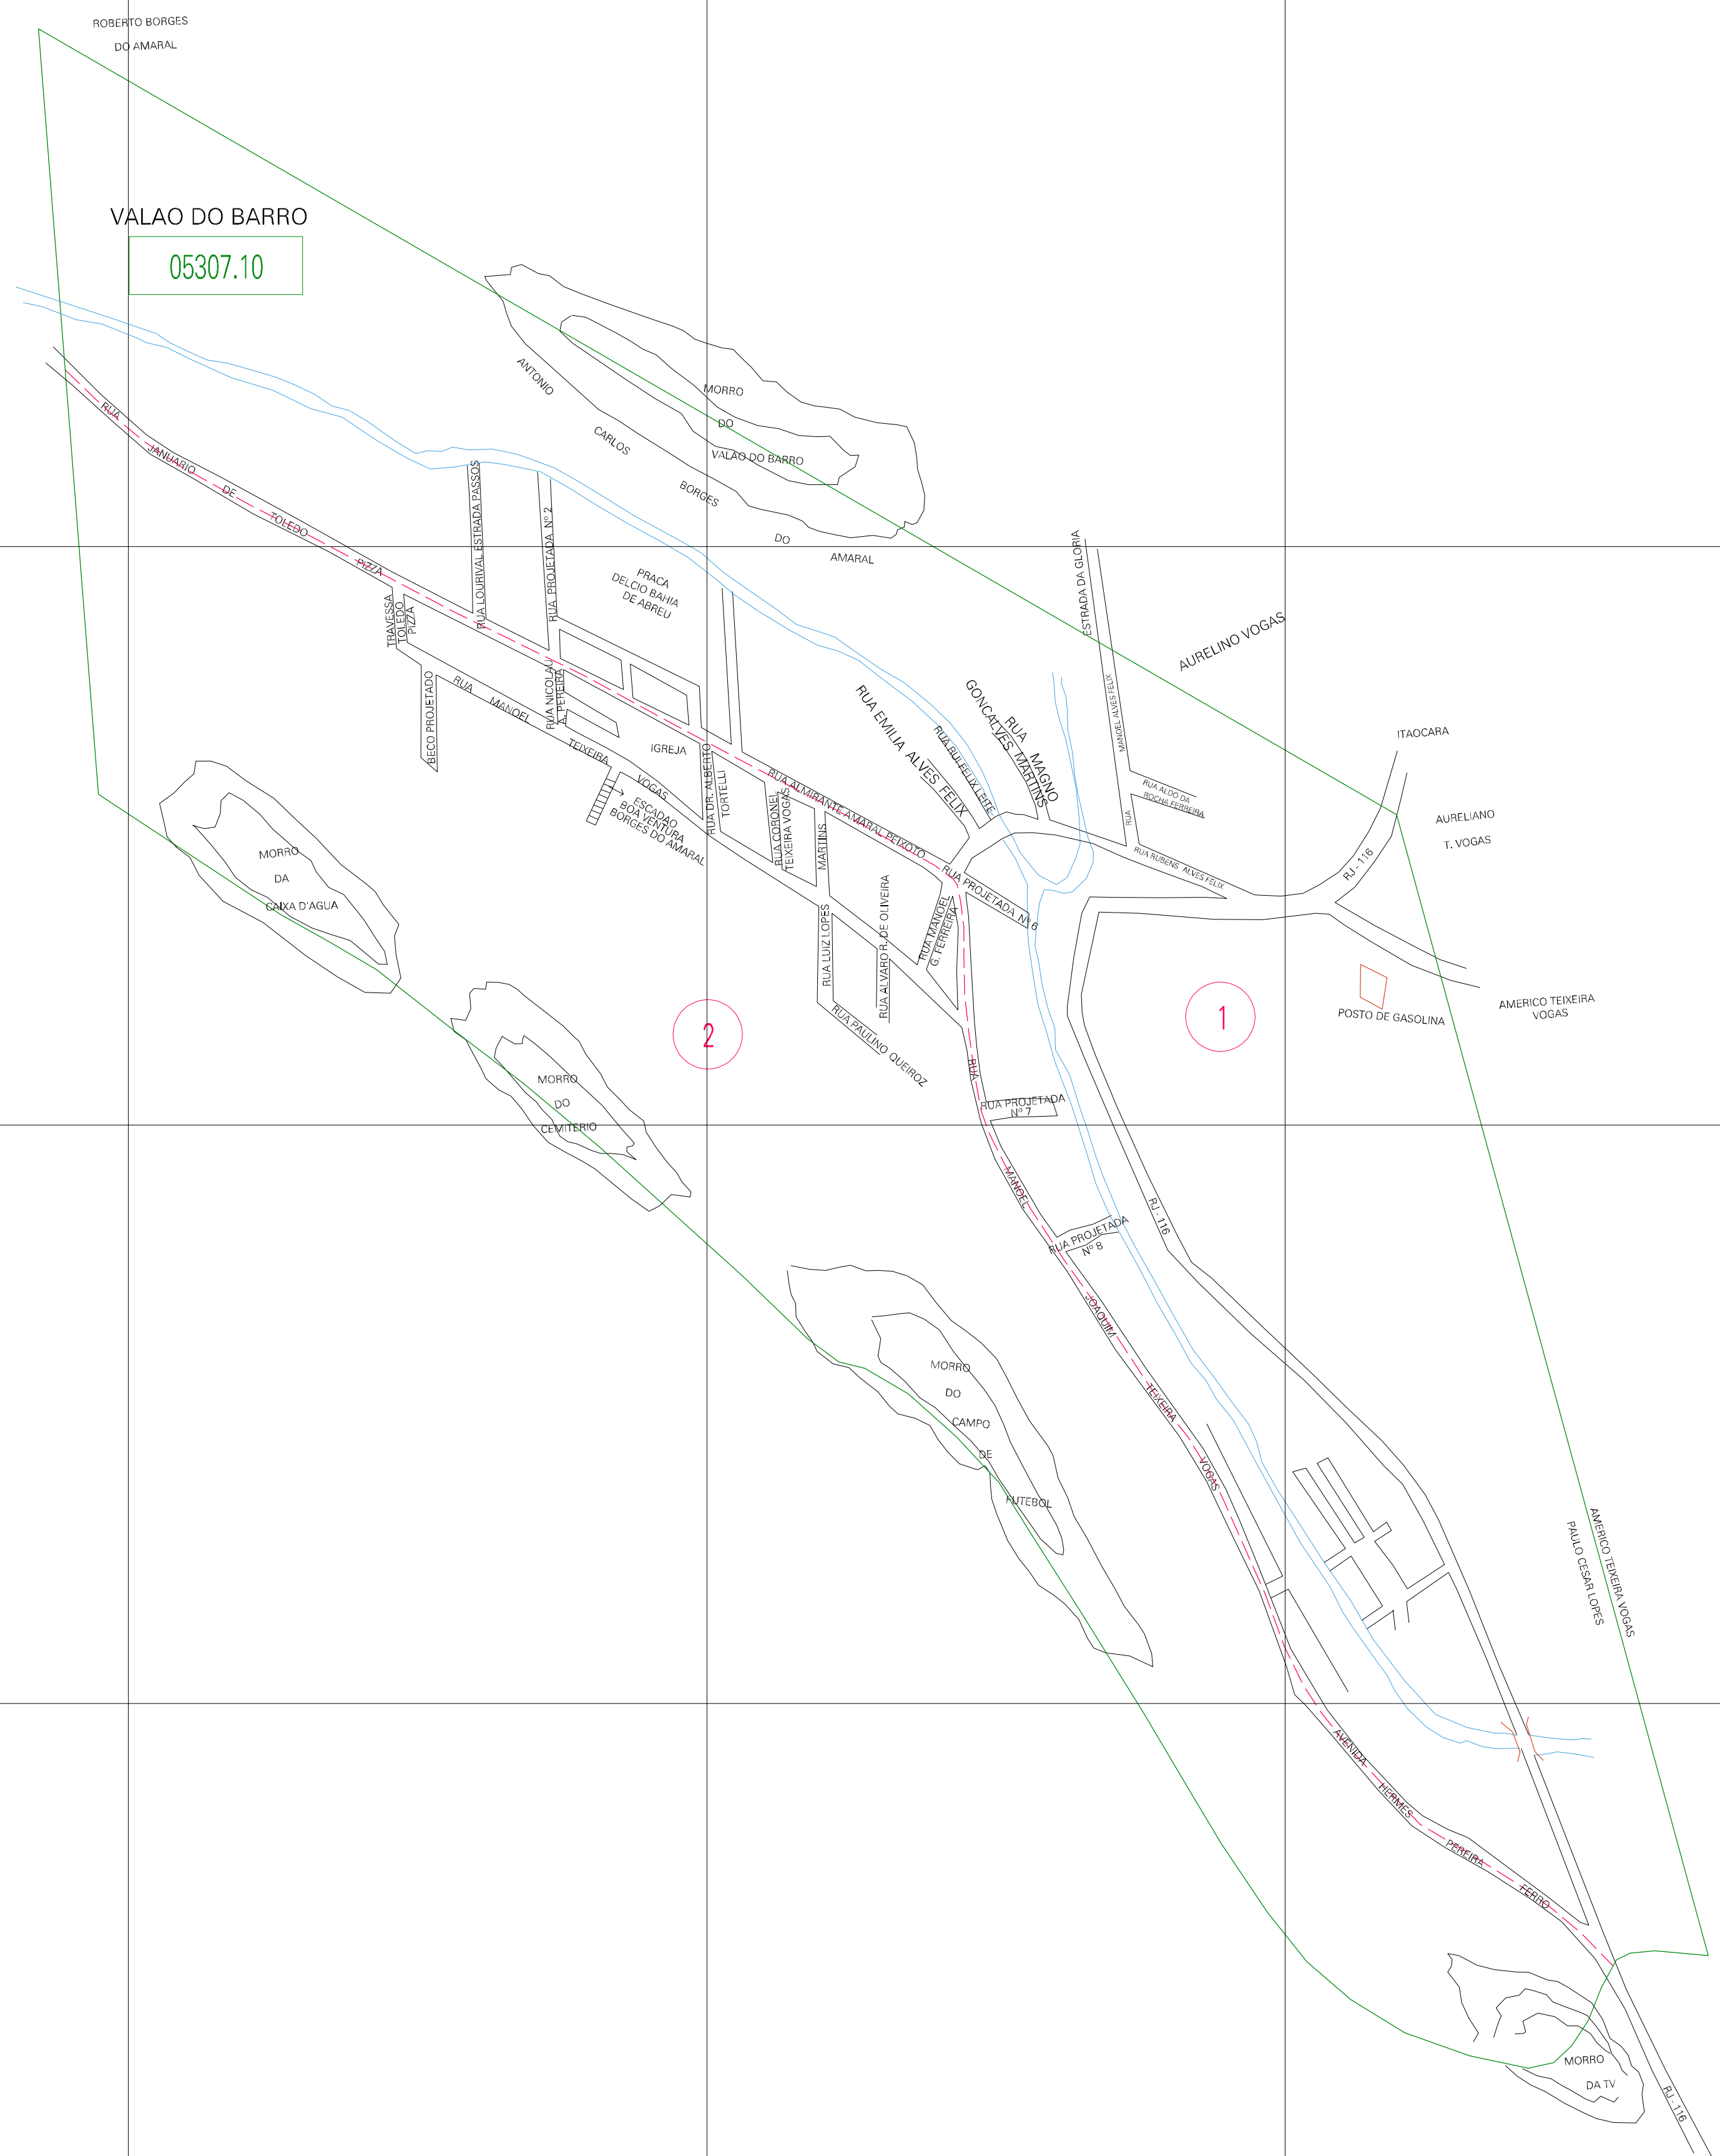 ROBERTO BORGES
DO AMARAL
VALAO DO BARRO
05307.10
MORRO
DO
VALAO DO BARRO
ANTONIO
CARLOS
BORGES
DO
AMARAL
RUA
JANUARIO
DE
TOLEDO
PIZZA
RUA LOURIVAL ESTRADA PASSOS
RUA PROJETADA Nº 2
PRACA
DELCIO BAHIA
DE ABREU
TRAVESSA
TOLEDO
PIZZA
BECO PROJETADO
RUA
MANOEL
TEIXEIRA
VOGAS
RUA NICOLAU
A. PEREIRA
IGREJA
ESCADAO
BOA VENTURA
BORGES DO AMARAL
RUA DR. ALBERTO
TORTELLI
RUA ALMIRANTE AMARAL PEIXOTO
RUA CORONEL
TEIXEIRA VOGAS
MARTINS
RUA LUIZ LOPES
RUA ALVARO R. DE OLIVEIRA
RUA PAULINO QUEIROZ
RUA MANOEL
G. FERREIRA
RUA PROJETADA Nº 6
RUA EMILIA ALVES FELIX
RUA RUI FELIX LEITE
RUA MAGNO
GONCALVES MARTINS
ESTRADA DA GLORIA
RUA
MANOEL ALVES FELIX
RUA ALDO DA
ROCHA FERREIRA
RUA RUBENS ALVES FELIX
AURELINO VOGAS
ITAOCARA
AURELIANO
T. VOGAS
RJ - 116
AMERICO TEIXEIRA
VOGAS
POSTO DE GASOLINA
1
2
MORRO
DA
CAIXA D'AGUA
MORRO
DO
CEMITERIO
RUA
MANOEL
JOAQUIM
TEIXEIRA
VOGAS
RUA PROJETADA
Nº 7
RUA PROJETADA
Nº 8
RJ - 116
MORRO
DO
CAMPO
DE
FUTEBOL
AMERICO TEIXEIRA VOGAS
PAULO CESAR LOPES
AVENIDA
HERMES
PEREIRA
FERRO
MORRO
DA TV
RJ - 116